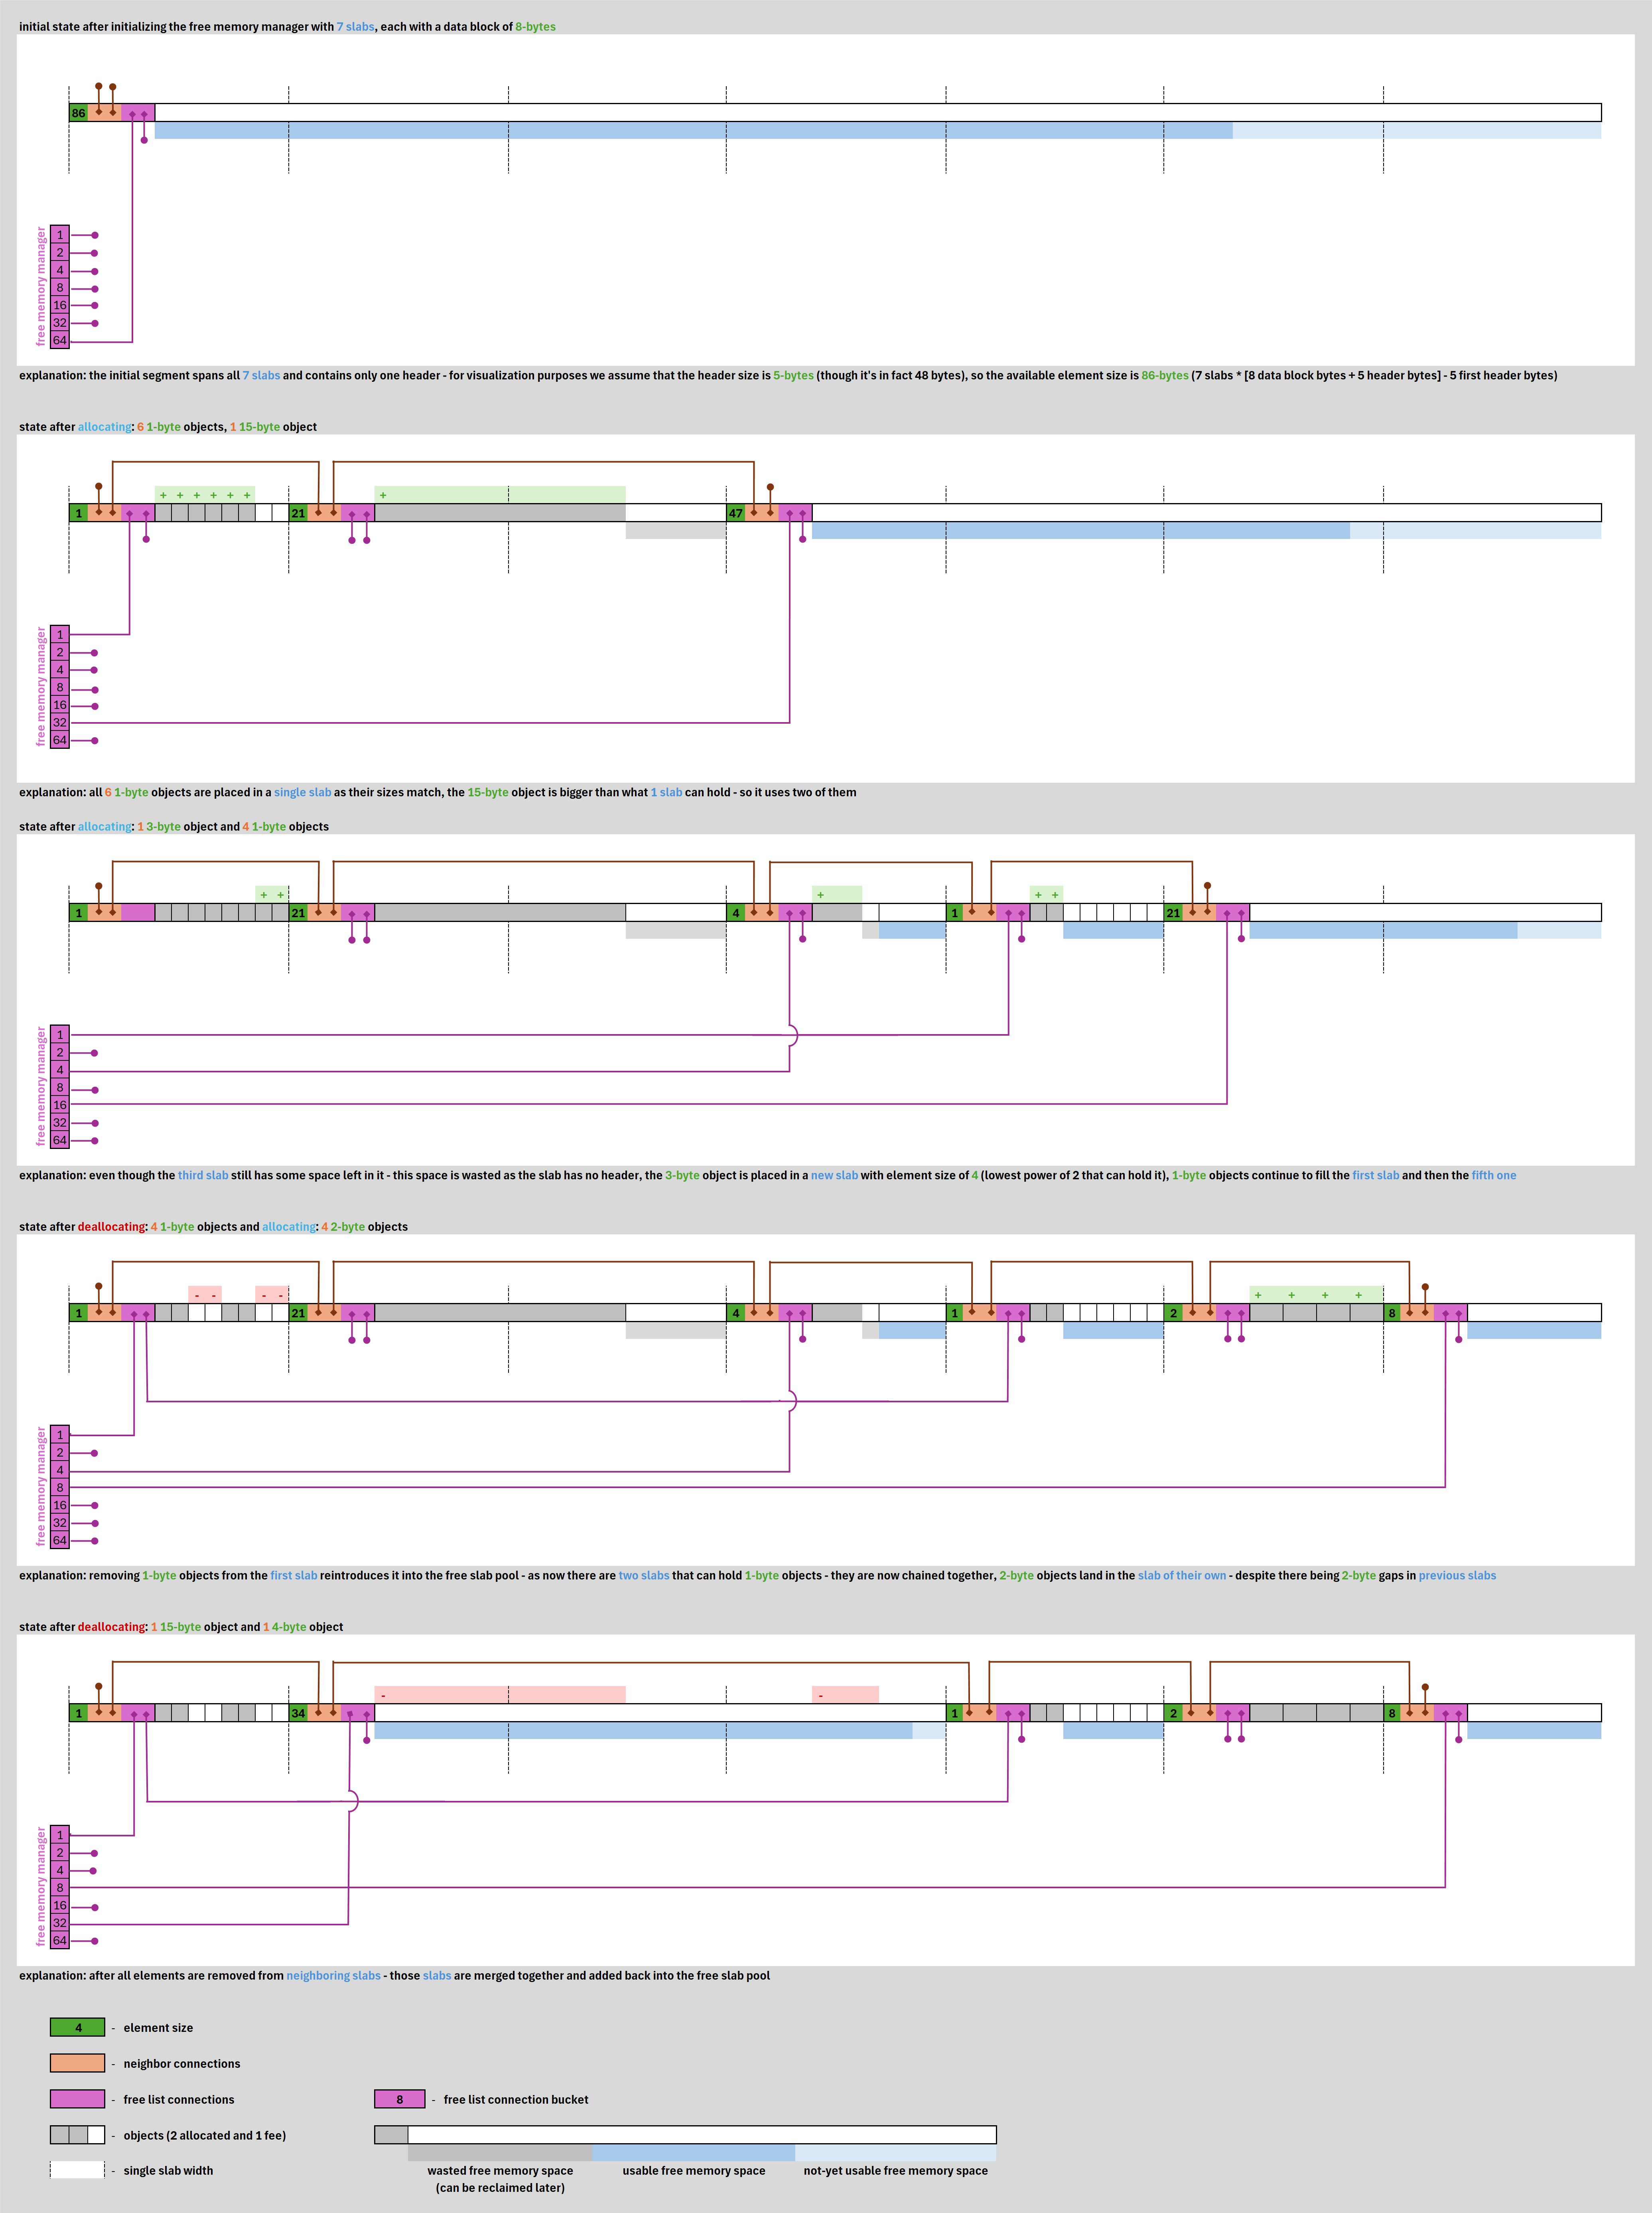 initial state after initializing the free memory manager with 7 slabs, each with a data block of 8-bytes
86
free memory manager
1
2
4
8
16
32
64
explanation: the initial segment spans all 7 slabs and contains only one header - for visualization purposes we assume that the header size is 5-bytes (though it's in fact 48 bytes), so the available element size is 86-bytes (7 slabs * [8 data block bytes + 5 header bytes] - 5 first header bytes)
state after allocating: 6 1-byte objects, 1 15-byte object
+ + + + + + +
1 21 47
free memory manager
1
2
4
8
16
32
64
explanation: all 6 1-byte objects are placed in a single slab as their sizes match, the 15-byte object is bigger than what 1 slab can hold - so it uses two of them
state after allocating: 1 3-byte object and 4 1-byte objects
+ + + + +
1 21 4 1 21
free memory manager
1
2
4
8
16
32
64
explanation: even though the third slab still has some space left in it - this space is wasted as the slab has no header, the 3-byte object is placed in a new slab with element size of 4 (lowest power of 2 that can hold it), 1-byte objects continue to fill the first slab and then the fifth one
state after deallocating: 4 1-byte objects and allocating: 4 2-byte objects
- - - - + + + +
1 21 4 1 2 8
free memory manager
1
2
4
8
16
32
64
explanation: removing 1-byte objects from the first slab reintroduces it into the free slab pool - as now there are two slabs that can hold 1-byte objects - they are now chained together, 2-byte objects land in the slab of their own - despite there being 2-byte gaps in previous slabs
state after deallocating: 1 15-byte object and 1 4-byte object
- -
1 34 1 2 8
free memory manager
1
2
4
8
16
32
64
explanation: after all elements are removed from neighboring slabs - those slabs are merged together and added back into the free slab pool
4 - element size
- neighbor connections
- free list connections
8 - free list connection bucket
- objects (2 allocated and 1 fee)
- single slab width
wasted free memory space
(can be reclaimed later)
usable free memory space
not-yet usable free memory space